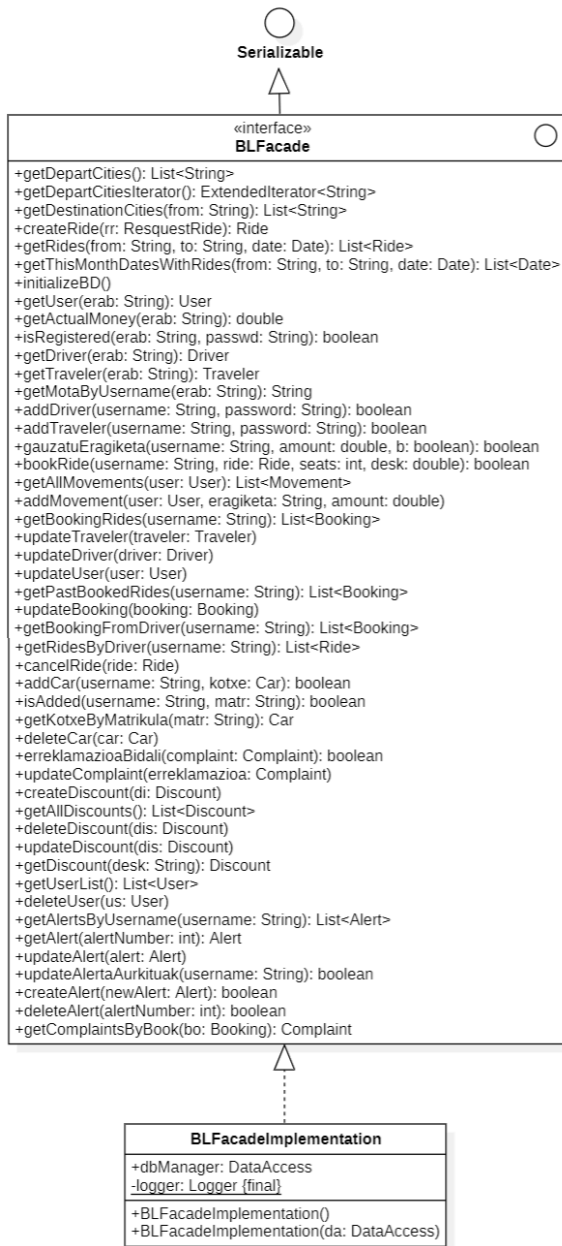 Serializable
«interface»
BLFacade
+getDepartCities(): List<String>
+getDepartCitiesIterator(): ExtendedIterator<String>
+getDestinationCities(from: String): List<String>
+createRide(rr: ResquestRide): Ride
+getRides(from: String, to: String, date: Date): List<Ride>
+getThisMonthDatesWithRides(from: String, to: String, date: Date): List<Date>
+initializeBD()
+getUser(erab: String): User
+getActualMoney(erab: String): double
+isRegistered(erab: String, passwd: String): boolean
+getDriver(erab: String): Driver
+getTraveler(erab: String): Traveler
+getMotaByUsername(erab: String): String
+addDriver(username: String, password: String): boolean
+addTraveler(username: String, password: String): boolean
+gauzatuEragiketa(username: String, amount: double, b: boolean): boolean
+bookRide(username: String, ride: Ride, seats: int, desk: double): boolean
+getAllMovements(user: User): List<Movement>
+addMovement(user: User, eragiketa: String, amount: double)
+getBookingRides(username: String): List<Booking>
+updateTraveler(traveler: Traveler)
+updateDriver(driver: Driver)
+updateUser(user: User)
+getPastBookedRides(username: String): List<Booking>
+updateBooking(booking: Booking)
+getBookingFromDriver(username: String): List<Booking>
+getRidesByDriver(username: String): List<Ride>
+cancelRide(ride: Ride)
+addCar(username: String, kotxe: Car): boolean
+isAdded(username: String, matr: String): boolean
+getKotxeByMatrikula(matr: String): Car
+deleteCar(car: Car)
+erreklamazioaBidali(complaint: Complaint): boolean
+updateComplaint(erreklamazioa: Complaint)
+createDiscount(di: Discount)
+getAllDiscounts(): List<Discount>
+deleteDiscount(dis: Discount)
+updateDiscount(dis: Discount)
+getDiscount(desk: String): Discount
+getUserList(): List<User>
+deleteUser(us: User)
+getAlertsByUsername(username: String): List<Alert>
+getAlert(alertNumber: int): Alert
+updateAlert(alert: Alert)
+updateAlertaAurkituak(username: String): boolean
+createAlert(newAlert: Alert): boolean
+deleteAlert(alertNumber: int): boolean
+getComplaintsByBook(bo: Booking): Complaint
BLFacadeImplementation
+dbManager: DataAccess
-logger: Logger {final}
+BLFacadeImplementation()
+BLFacadeImplementation(da: DataAccess)